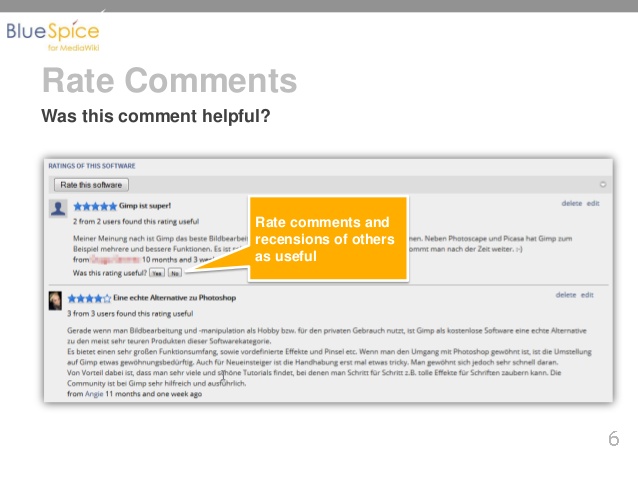 BlueSpice
for MediaWiki
Rate Comments
Was this comment helpful?
RATINGS OF THIS SOFTWARE
Rate this software
Gimp ist super!
delete edit
2 from 2 users found this rating useful
Meiner Meinung nach ist Gimp das beste Bildbearbei
men. Neben Photoscape und Picasa hat Gimp zum
Beispiel mehrere und bessere Funktionen. Es ist
ommt man nach der Zeit weiter. :-)
from 10 months and 3
Was this rating useful? Yes No
Rate comments and
recensions of others
as useful
Eine echte Alternative zu Photoshop
delete edit
3 from 3 users found this rating useful
Gerade wenn man Bildbearbeitung und -manipulation als Hobby bzw. für den privaten Gebrauch nutzt, ist Gimp als kostenlose Software eine echte Alternative
zu den meist sehr teuren Produkten dieser Softwarekategorie.
Es bietet einen sehr großen Funktionsumfang, sowie vordefinierte Effekte und Pinsel etc. Wenn man den Umgang mit Photoshop gewöhnt ist, ist die Umstellung
auf Gimp etwas gewöhnungsbedürftig. Auch für Neueinsteiger ist die Handhabung erst mal etwas tricky. Man gewöhnt sich jedoch sehr schnell daran.
Von Vorteil dabei ist, dass man sehr viele und schöne Tutorials findet, bei denen man Schritt für Schritt z.B. tolle Effekte für Schriften zaubern kann. Die
Community ist bei Gimp sehr hilfreich und ausführlich.
from Angie 11 months and one week ago
6